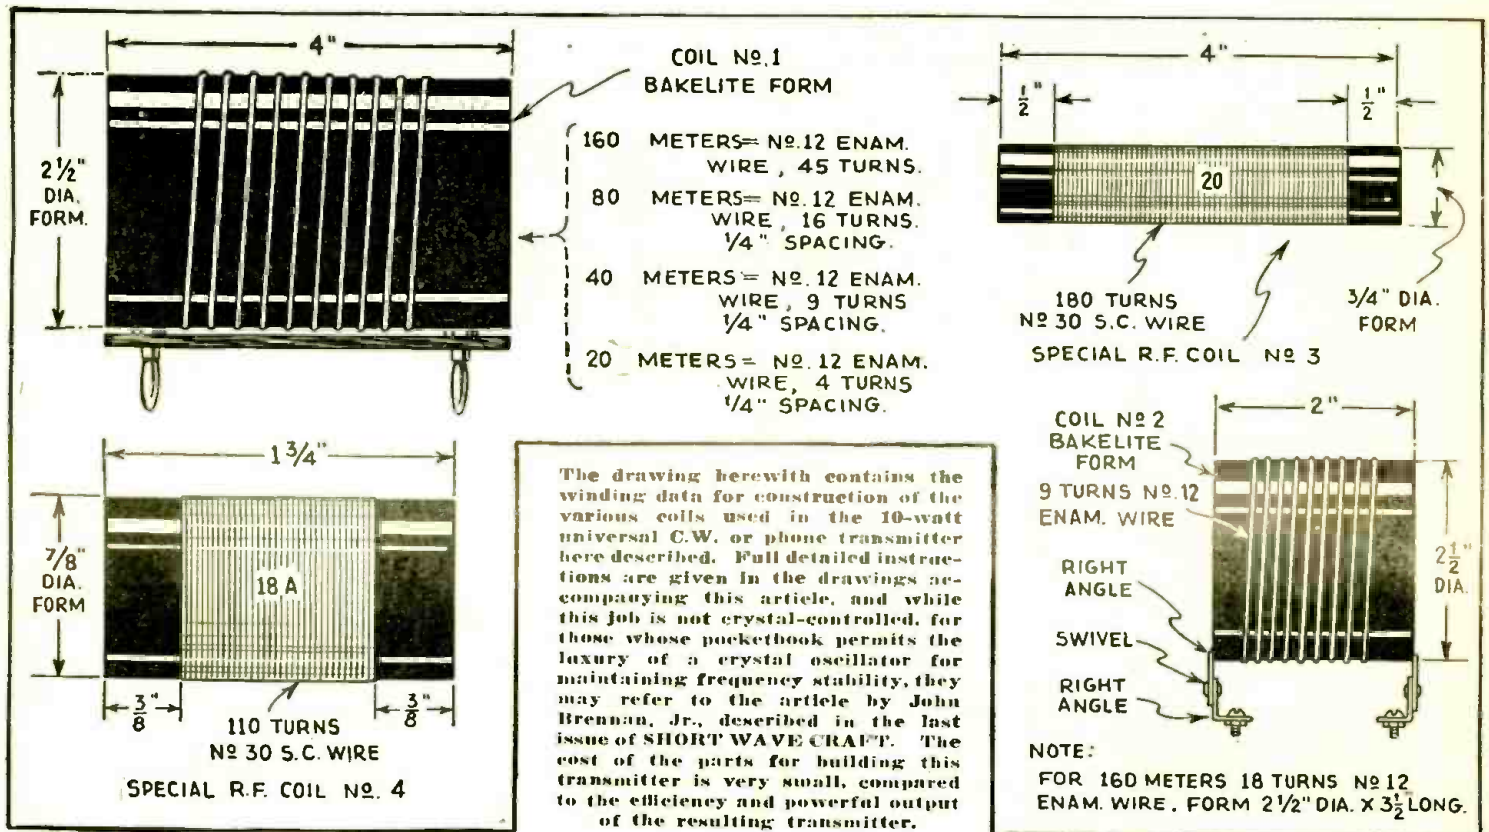 4"
2½"
DIA.
FORM.
COIL Nº.1
BAKELITE FORM
160 METERS= Nº.12 ENAM.
WIRE , 45 TURNS.
80 METERS= Nº.12 ENAM.
WIRE, 16 TURNS.
1/4" SPACING.
40 METERS= Nº.12 ENAM.
WIRE, 9 TURNS
1/4" SPACING.
20 METERS= Nº.12 ENAM.
WIRE, 4 TURNS
1/4" SPACING.
4"
½" ½"
20
180 TURNS
Nº 30 S.C. WIRE
3/4" DIA.
FORM
SPECIAL R.F. COIL Nº 3
1 3/4"
7/8"
DIA.
FORM
18 A
3/8" 3/8"
110 TURNS
Nº 30 S.C. WIRE
SPECIAL R.F. COIL Nº. 4
The drawing herewith contains the
winding data for construction of the
various coils used in the 10-watt
universal C.W. or phone transmitter
here described. Full detailed instruc-
tions are given in the drawings ac-
companying this article, and while
this job is not crystal-controlled, for
those whose pocketbook permits the
luxury of a crystal oscillator for
maintaining frequency stability, they
may refer to the article by John
Brennan, Jr., described in the last
issue of SHORT WAVE CRAFT. The
cost of the parts for building this
transmitter is very small, compared
to the efficiency and powerful output
of the resulting transmitter.
2"
COIL Nº 2
BAKELITE
FORM
9 TURNS Nº.12
ENAM. WIRE
2½"
DIA.
RIGHT
ANGLE
SWIVEL
RIGHT
ANGLE
NOTE:
FOR 160 METERS 18 TURNS Nº 12
ENAM. WIRE. FORM 2½" DIA. X 3½" LONG.